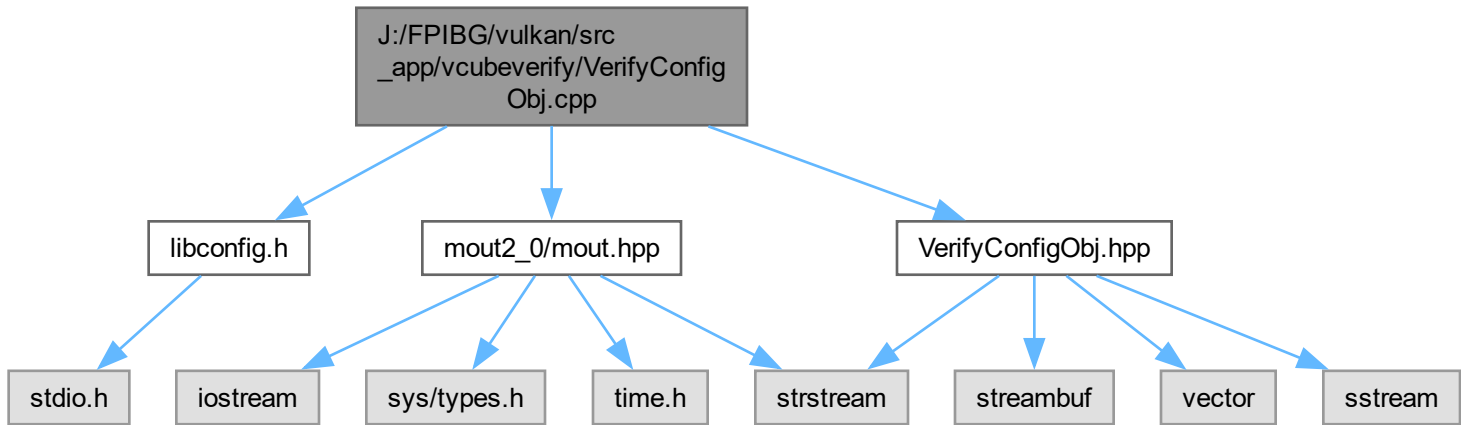 J:/FPIBG/vulkan/src
_app/vcubeverify/VerifyConfig
Obj.cpp
libconfig.h
mout2_0/mout.hpp
VerifyConfigObj.hpp
stdio.h
iostream
sys/types.h
time.h
strstream
streambuf
vector
sstream